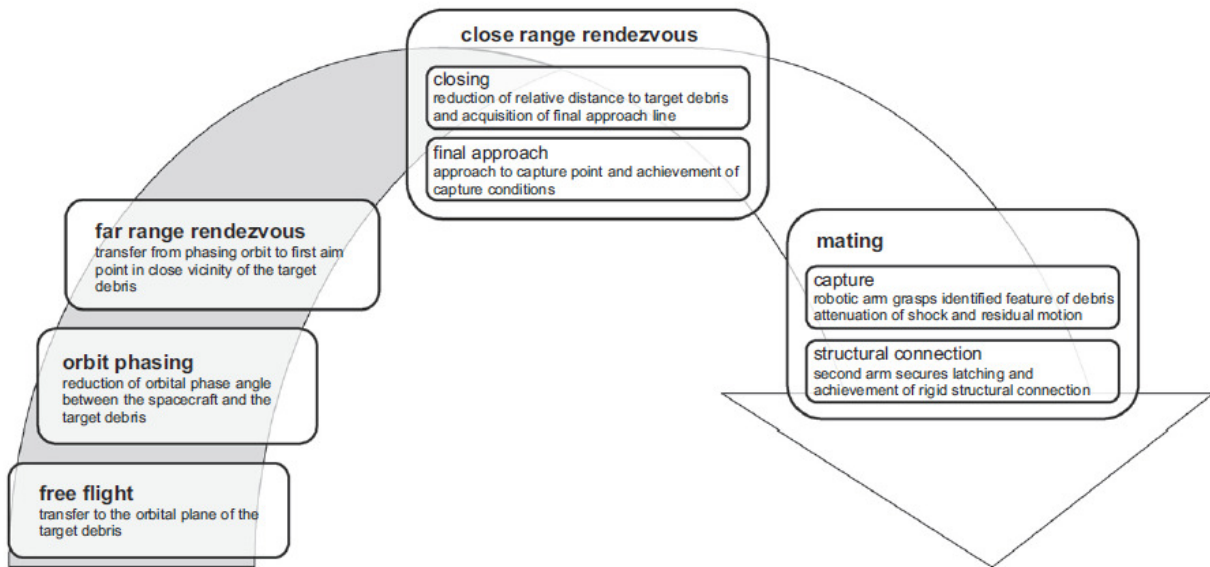 close range rendezvous
closing
reduction of relative distance to target debris
and acquisition of final approach line
final approach
approach to capture point and achievement of
capture conditions
far range rendezvous
transfer from phasing orbit to first aim
point in close vicinity of the target
debris
mating
capture
robotic arm grasps identified feature of debris
attenuation of shock and residual motion
structural connection
second arm secures latching and
achievement of rigid structural connection
orbit phasing
reduction of orbital phase angle
between the spacecraft and the
target debris
free flight
transfer to the orbital plane of the
target debris